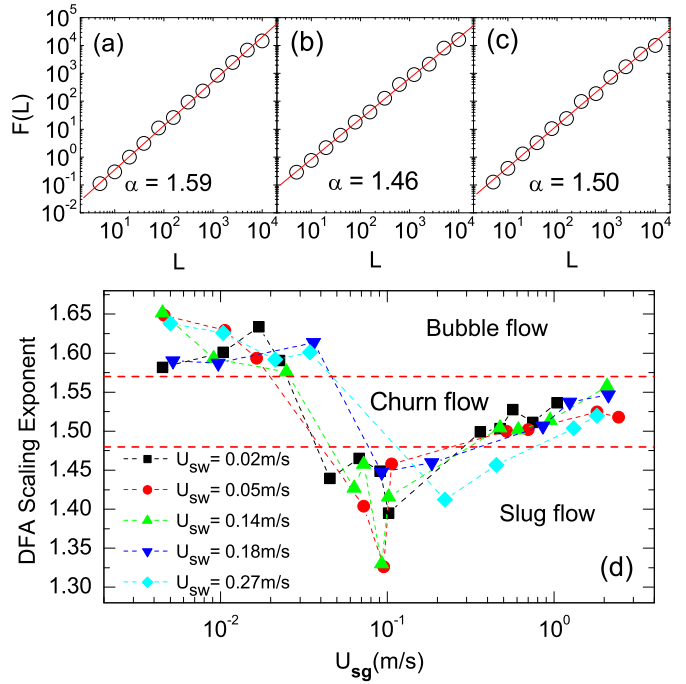 (a) (b) (c)
10^5
10^4
10^3
10^2
10^1
10^0
10^-1
10^-2
F(L)
α = 1.59 α = 1.46 α = 1.50
10^1 10^2 10^3 10^4 10^1 10^2 10^3 10^4 10^1 10^2 10^3 10^4
L L L
DFA Scaling Exponent
1.65
1.60
1.55
1.50
1.45
1.40
1.35
1.30
Bubble flow
Churn flow
Slug flow
U_sw = 0.02m/s
U_sw = 0.05m/s
U_sw = 0.14m/s
U_sw = 0.18m/s
U_sw = 0.27m/s
(d)
10^-2 10^-1 10^0
U_sg(m/s)